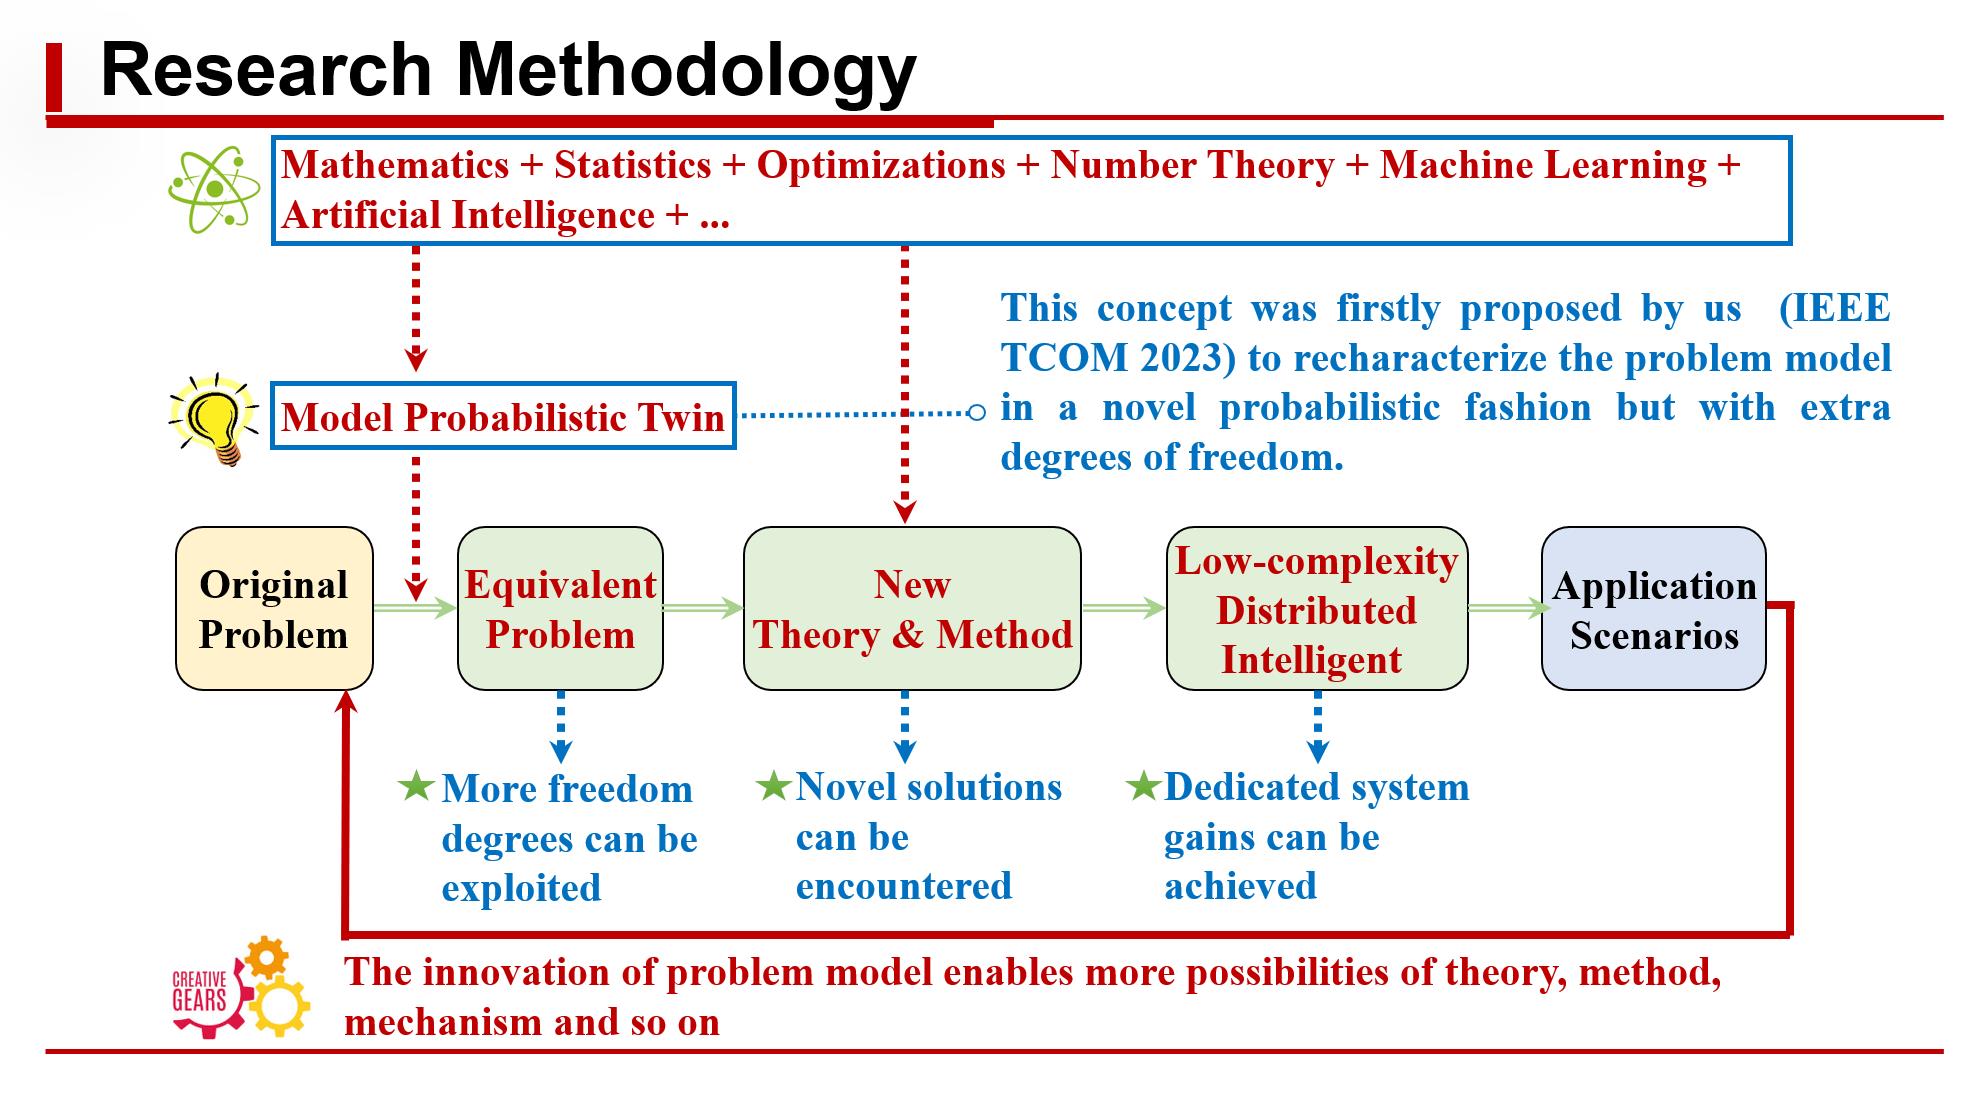 Research Methodology
Mathematics + Statistics + Optimizations + Number Theory + Machine Learning +
Artificial Intelligence + ...
This concept was firstly proposed by us (IEEE
TCOM 2023) to recharacterize the problem model
in a novel probabilistic fashion but with extra
degrees of freedom.
Model Probabilistic Twin
Original
Problem
Equivalent
Problem
New
Theory & Method
Low-complexity
Distributed
Intelligent
Application
Scenarios
More freedom
degrees can be
exploited
Novel solutions
can be
encountered
Dedicated system
gains can be
achieved
CREATIVE
GEARS
The innovation of problem model enables more possibilities of theory, method,
mechanism and so on